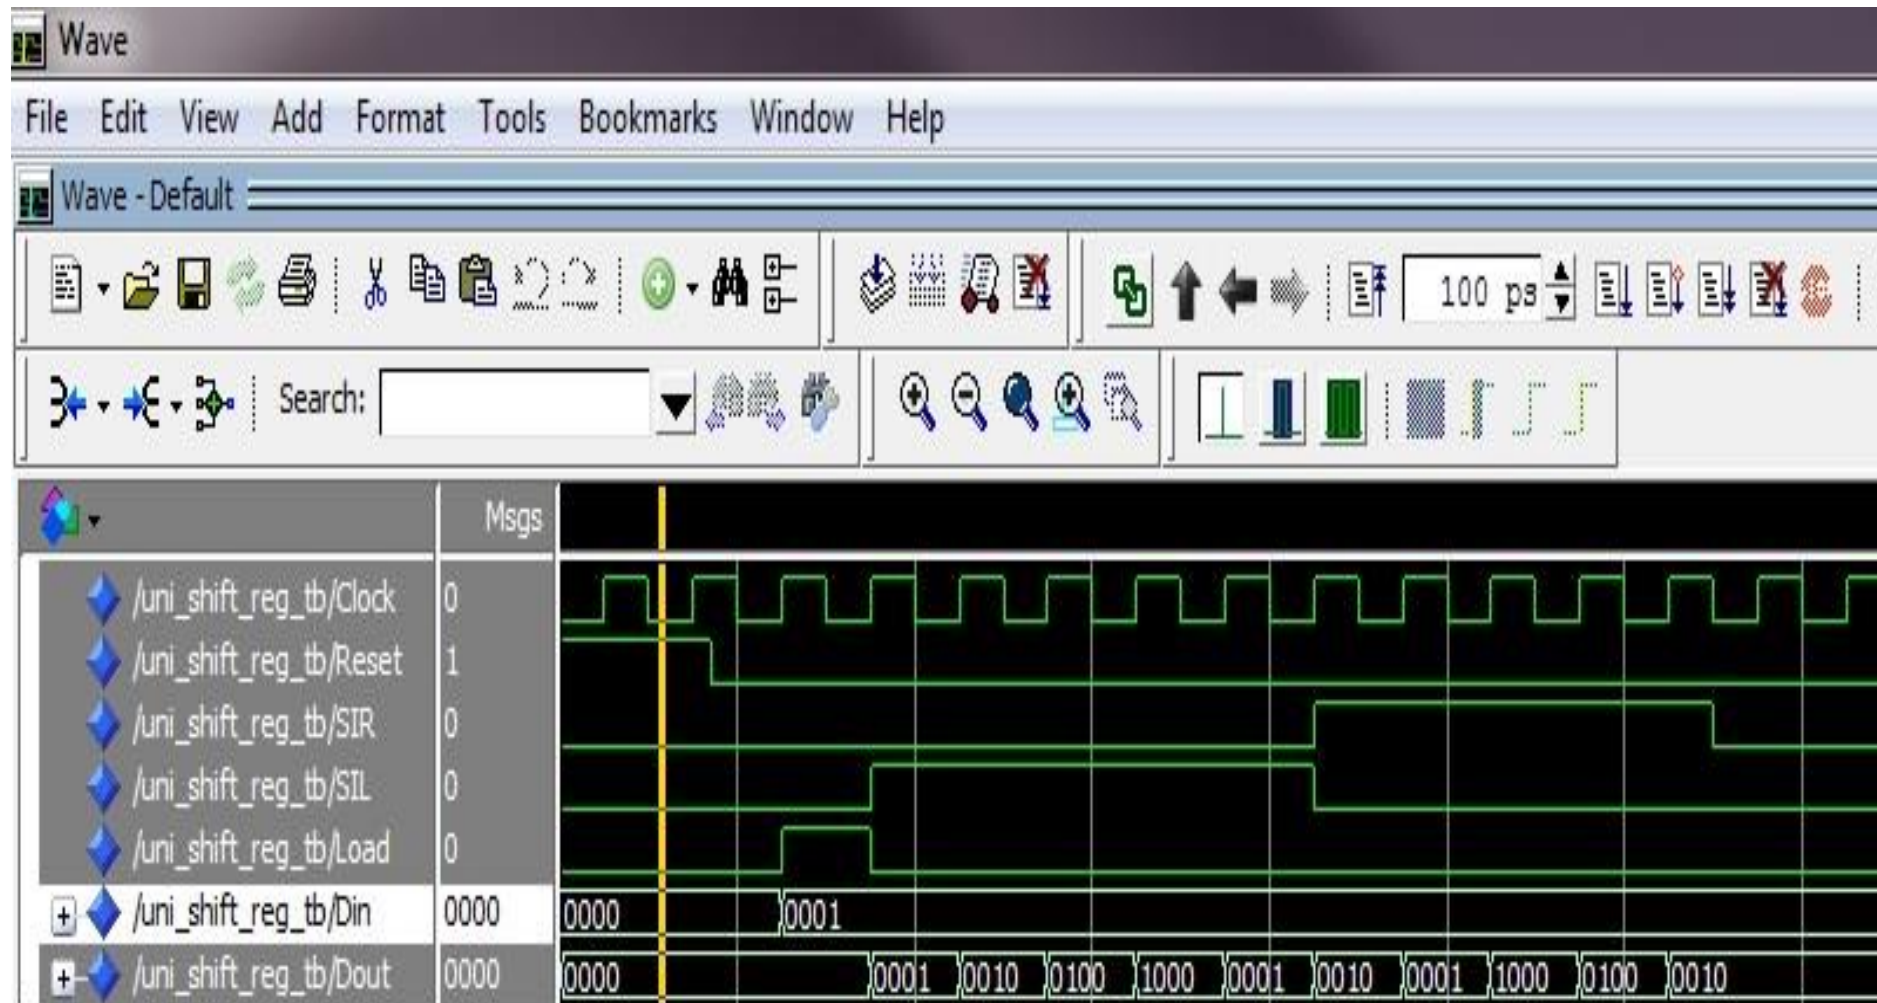 Wave
File Edit View Add Format Tools Bookmarks Window Help
Wave - Default
100 ps
Search:
Msgs
/uni_shift_reg_tb/Clock 0
/uni_shift_reg_tb/Reset 1
/uni_shift_reg_tb/SIR 0
/uni_shift_reg_tb/SIL 0
/uni_shift_reg_tb/Load 0
/uni_shift_reg_tb/Din 0000 0000 0001
/uni_shift_reg_tb/Dout 0000 0000 0001 0010 0100 1000 0001 0010 0001 1000 0100 0010